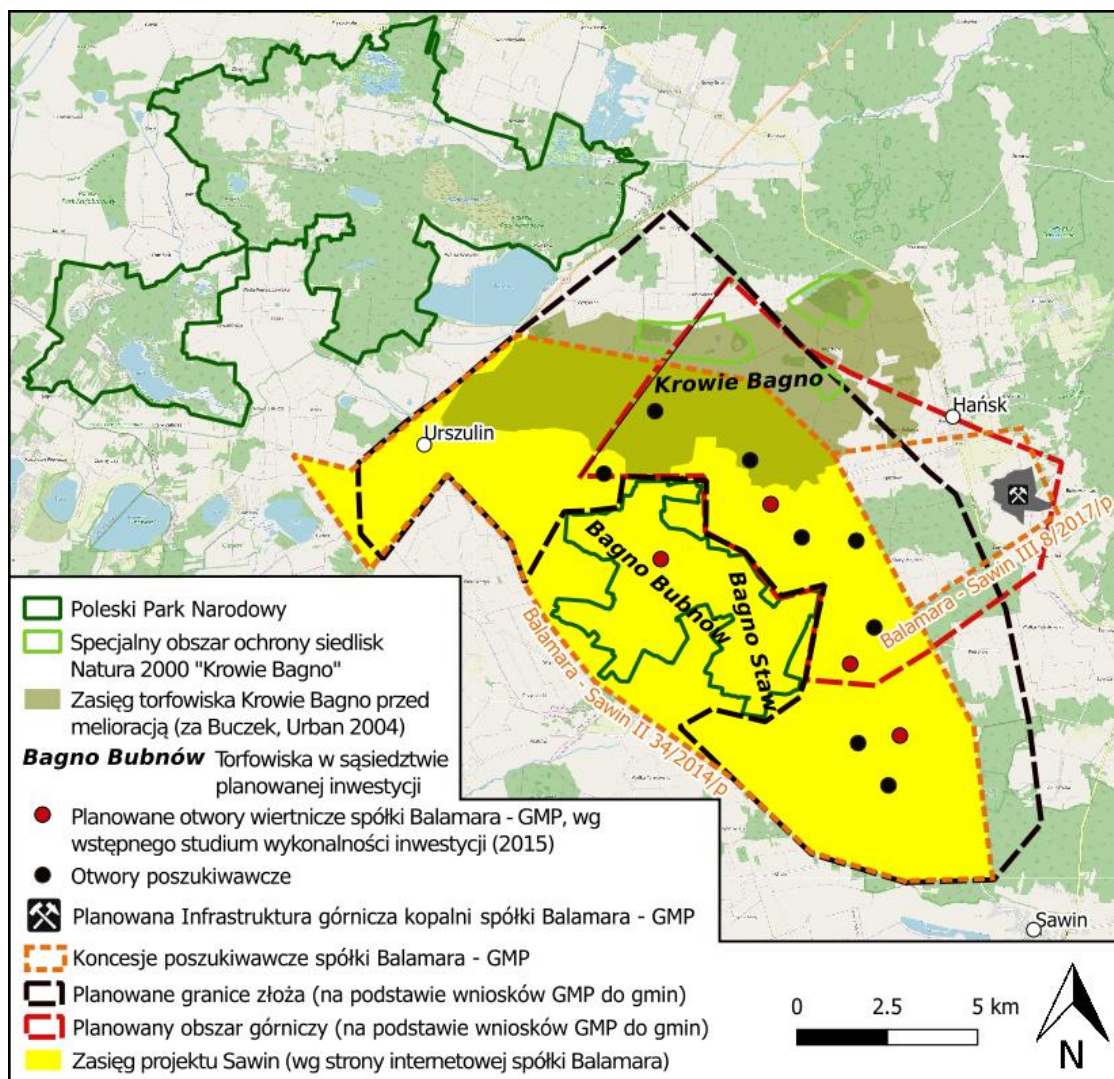 Krowie Bagno
Hańsk
Urszulin
Bagno Bubnów
Bagno Staw
Balamara - Sawin III 8/2017/p
Balamara - Sawin II 34/2014/p
Sawin
Poleski Park Narodowy
Specjalny obszar ochrony siedlisk
Natura 2000 "Krowie Bagno"
Zasięg torfowiska Krowie Bagno przed
melioracją (za Buczek, Urban 2004)
Bagno Bubnów Torfowiska w sąsiedztwie
planowanej inwestycji
Planowane otwory wiertnicze spółki Balamara - GMP, wg
wstępnego studium wykonalności inwestycji (2015)
Otwory poszukiwawcze
Planowana Infrastruktura górnicza kopalni spółki Balamara - GMP
Koncesje poszukiwawcze spółki Balamara - GMP
Planowane granice złoża (na podstawie wniosków GMP do gmin)
Planowany obszar górniczy (na podstawie wniosków GMP do gmin)
Zasięg projektu Sawin (wg strony internetowej spółki Balamara)
0 2.5 5 km
N